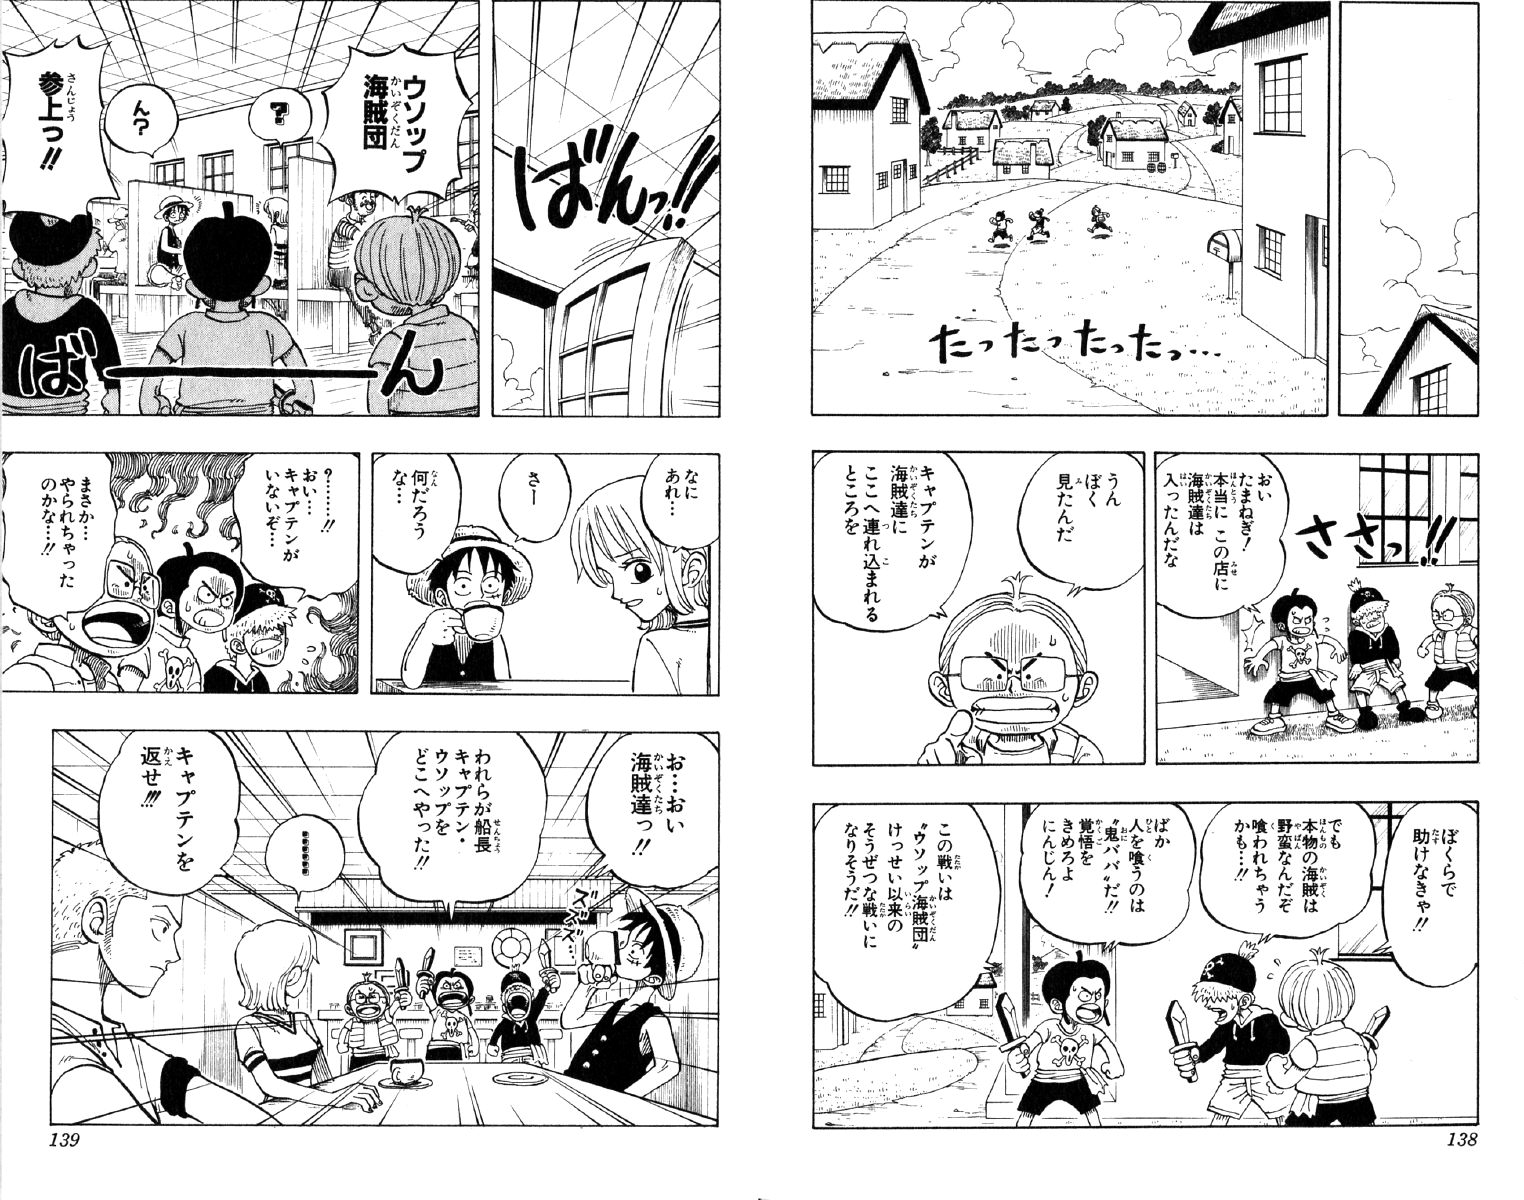 たったったったっ…
おい
たまねぎ!
本当に この店に
海賊達は
入ったんだな
ささっ!!
うん
ぼく
見たんだ
キャプテンが
海賊達に
ここへ連れ込まれる
ところを
ぼくらで
助けなきゃ!!
でも
本物の海賊は
野蛮なんだぞ
喰われちゃう
かも…!!
ばか
人を喰うのは
〝鬼ババ〟だ!!
覚悟を
きめろよ
にんじん!
この戦いは
〝ウソップ海賊団〟
けっせい以来の
そうぜつな戦いに
なりそうだ!!
138
ばんっ!!
ウソップ
海賊団
?
ん?
参上っ!!
ばーん
なに
あれ…
さー
何だろう
な…
?……!!
おい…
キャプテンが
いないぞ…
まさか…
やられちゃった
のかな…!!
お…おい
海賊達っ!!
われらが船長
キャプテン・
ウソップを
どこへやった!!
ズズズ…
………
キャプテンを
返せ!!!
139